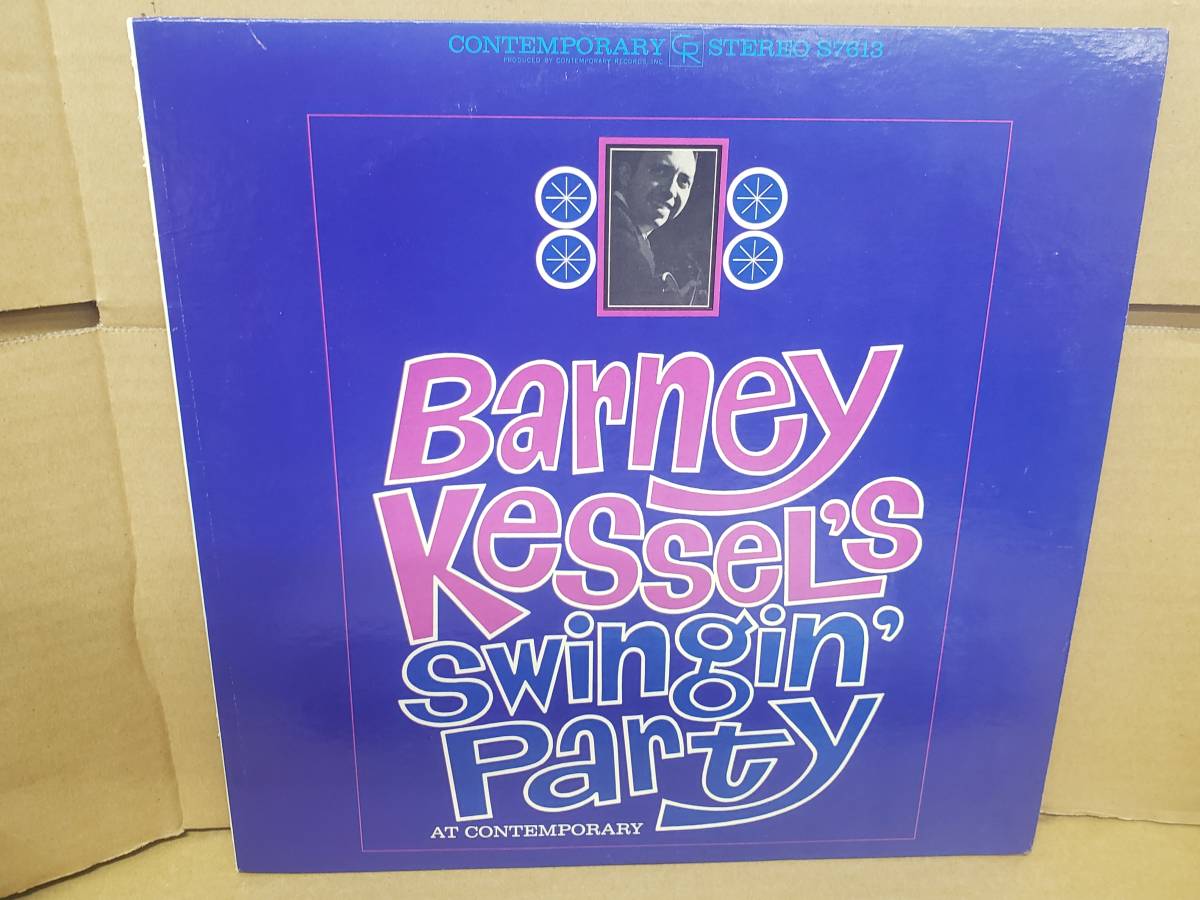 CONTEMPORARY CR STEREO S7613
PRODUCED BY CONTEMPORARY RECORDS, INC.
Barney
Kessel's
Swingin'
Party
AT CONTEMPORARY